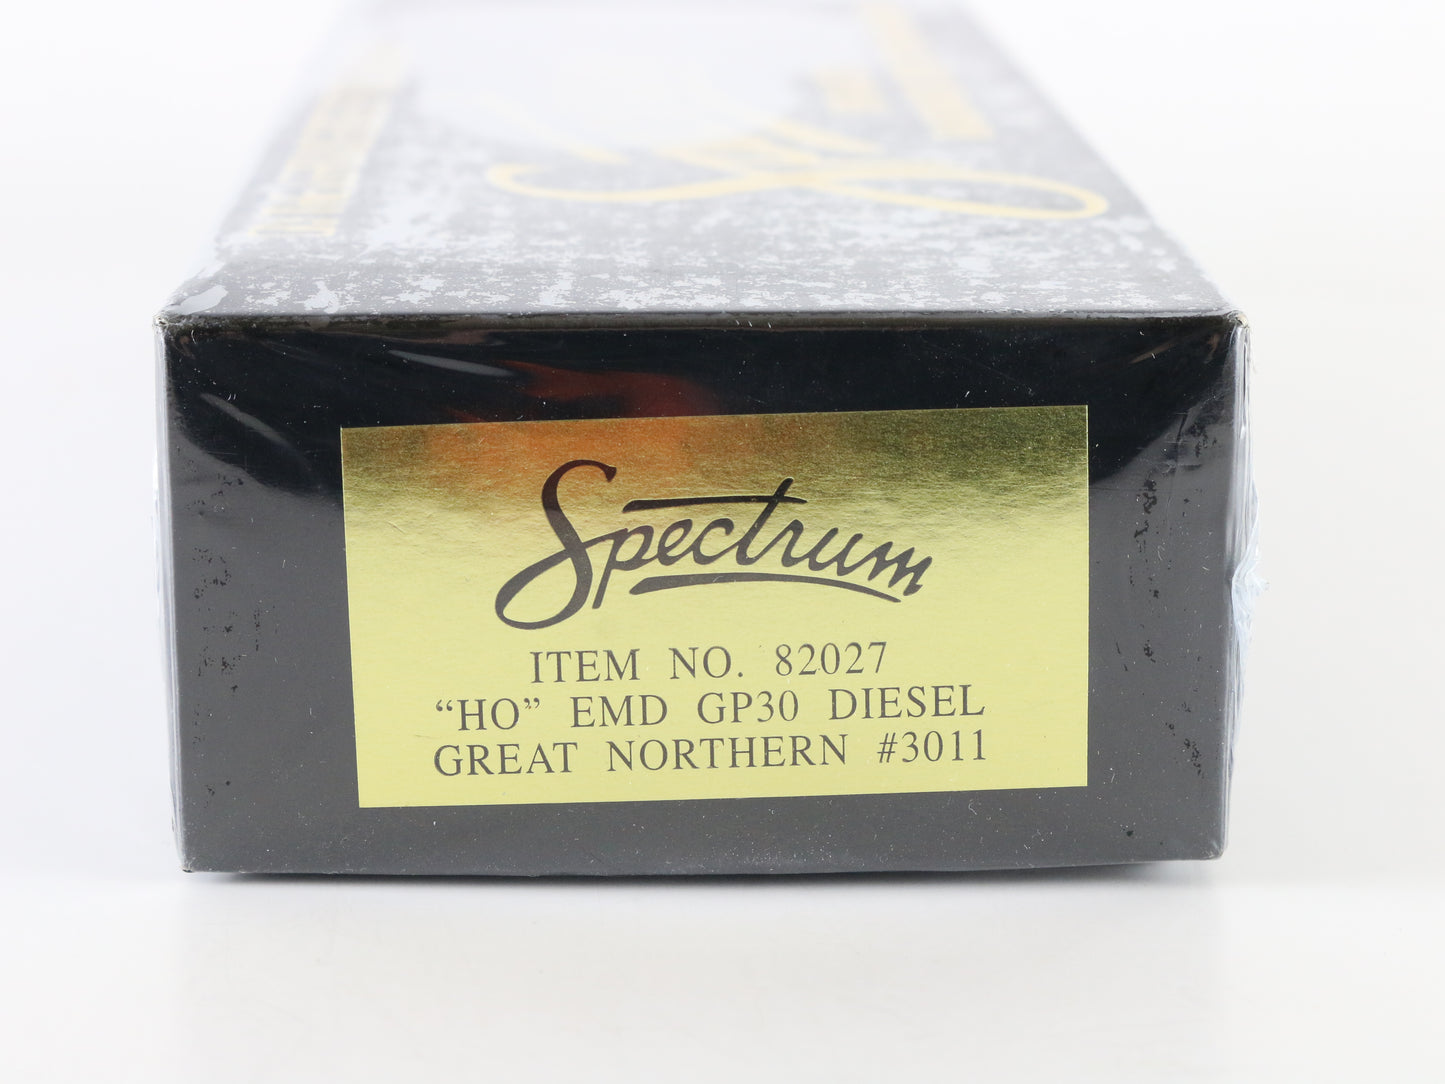 Spectrum
ITEM NO. 82027
“HO” EMD GP30 DIESEL
GREAT NORTHERN #3011